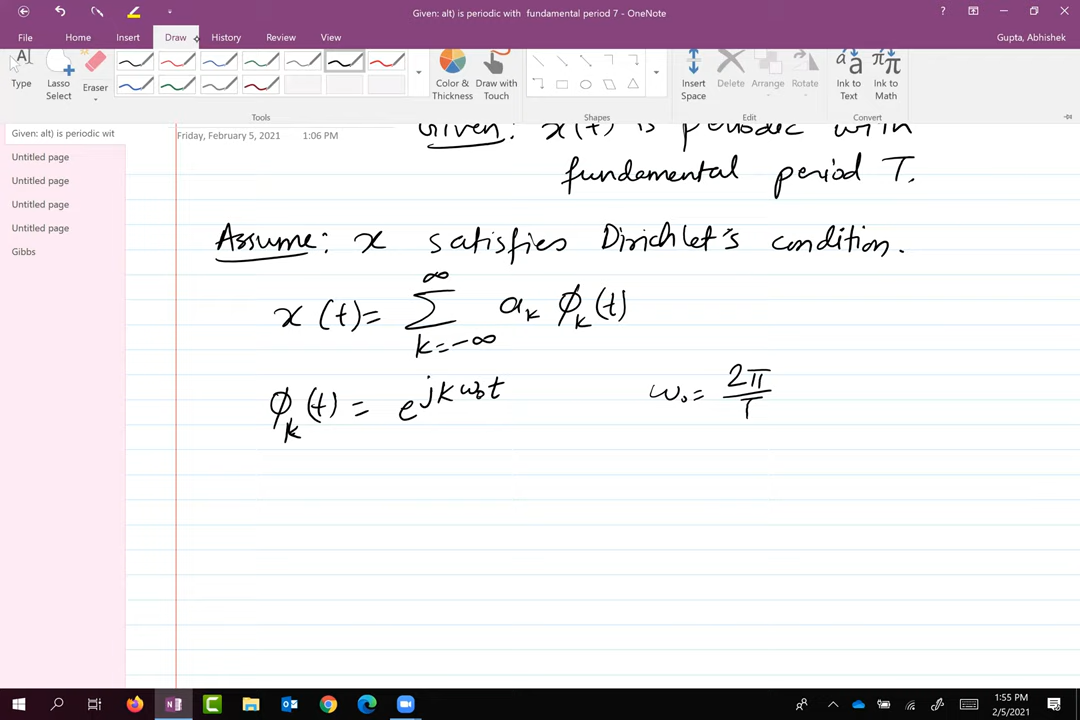 Given: alt) is periodic with fundamental period 7 - OneNote
?
File Home Insert Draw History Review View
Gupta, Abhishek
Type
Lasso Select
Eraser
Color & Thickness
Draw with Touch
Insert Space
Delete
Arrange
Rotate
Ink to Text
Ink to Math
Tools
Shapes
Edit
Convert
Given: alt) is periodic wit
Untitled page
Untitled page
Untitled page
Untitled page
Gibbs
Friday, February 5, 2021 1:06 PM
Given: x(t) is periodic with
fundamental period T.
Assume: x satisfies Dirichlet's condition.
x(t)= ∑_{k=-∞}^{∞} a_k ϕ_k(t)
ϕ_k(t) = e^{jkω₀t} ω₀ = 2π/T
1:55 PM
2/5/2021